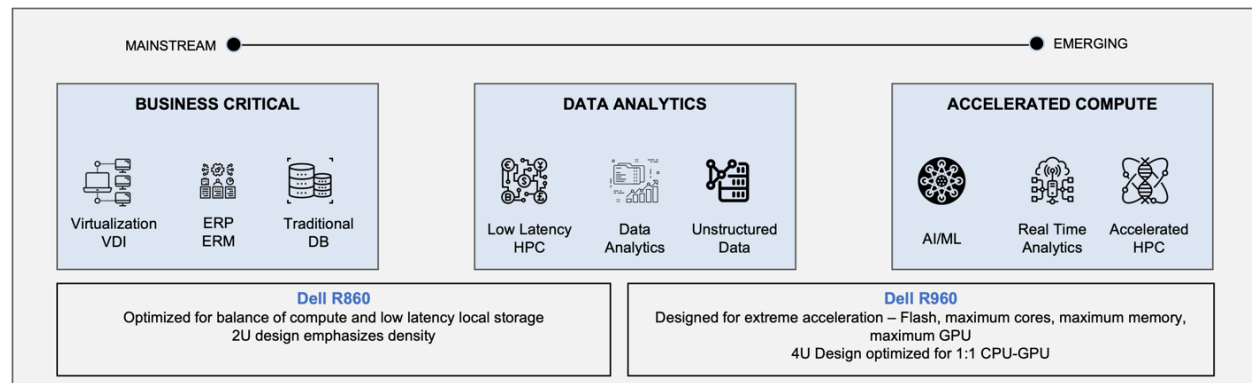 MAINSTREAM
EMERGING
BUSINESS CRITICAL
Virtualization
VDI
ERP
ERM
Traditional
DB
DATA ANALYTICS
Low Latency
HPC
Data
Analytics
Unstructured
Data
ACCELERATED COMPUTE
AI/ML
Real Time
Analytics
Accelerated
HPC
Dell R860
Optimized for balance of compute and low latency local storage
2U design emphasizes density
Dell R960
Designed for extreme acceleration – Flash, maximum cores, maximum memory,
maximum GPU
4U Design optimized for 1:1 CPU-GPU